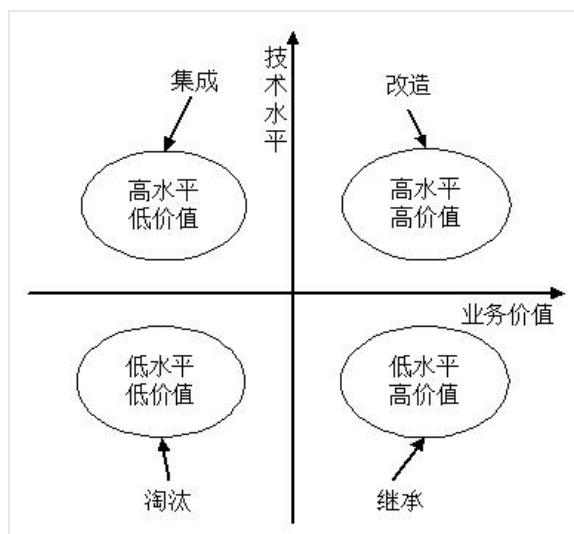 技术水平
集成
改造
高水平
低价值
高水平
高价值
业务价值
低水平
低价值
低水平
高价值
淘汰
继承